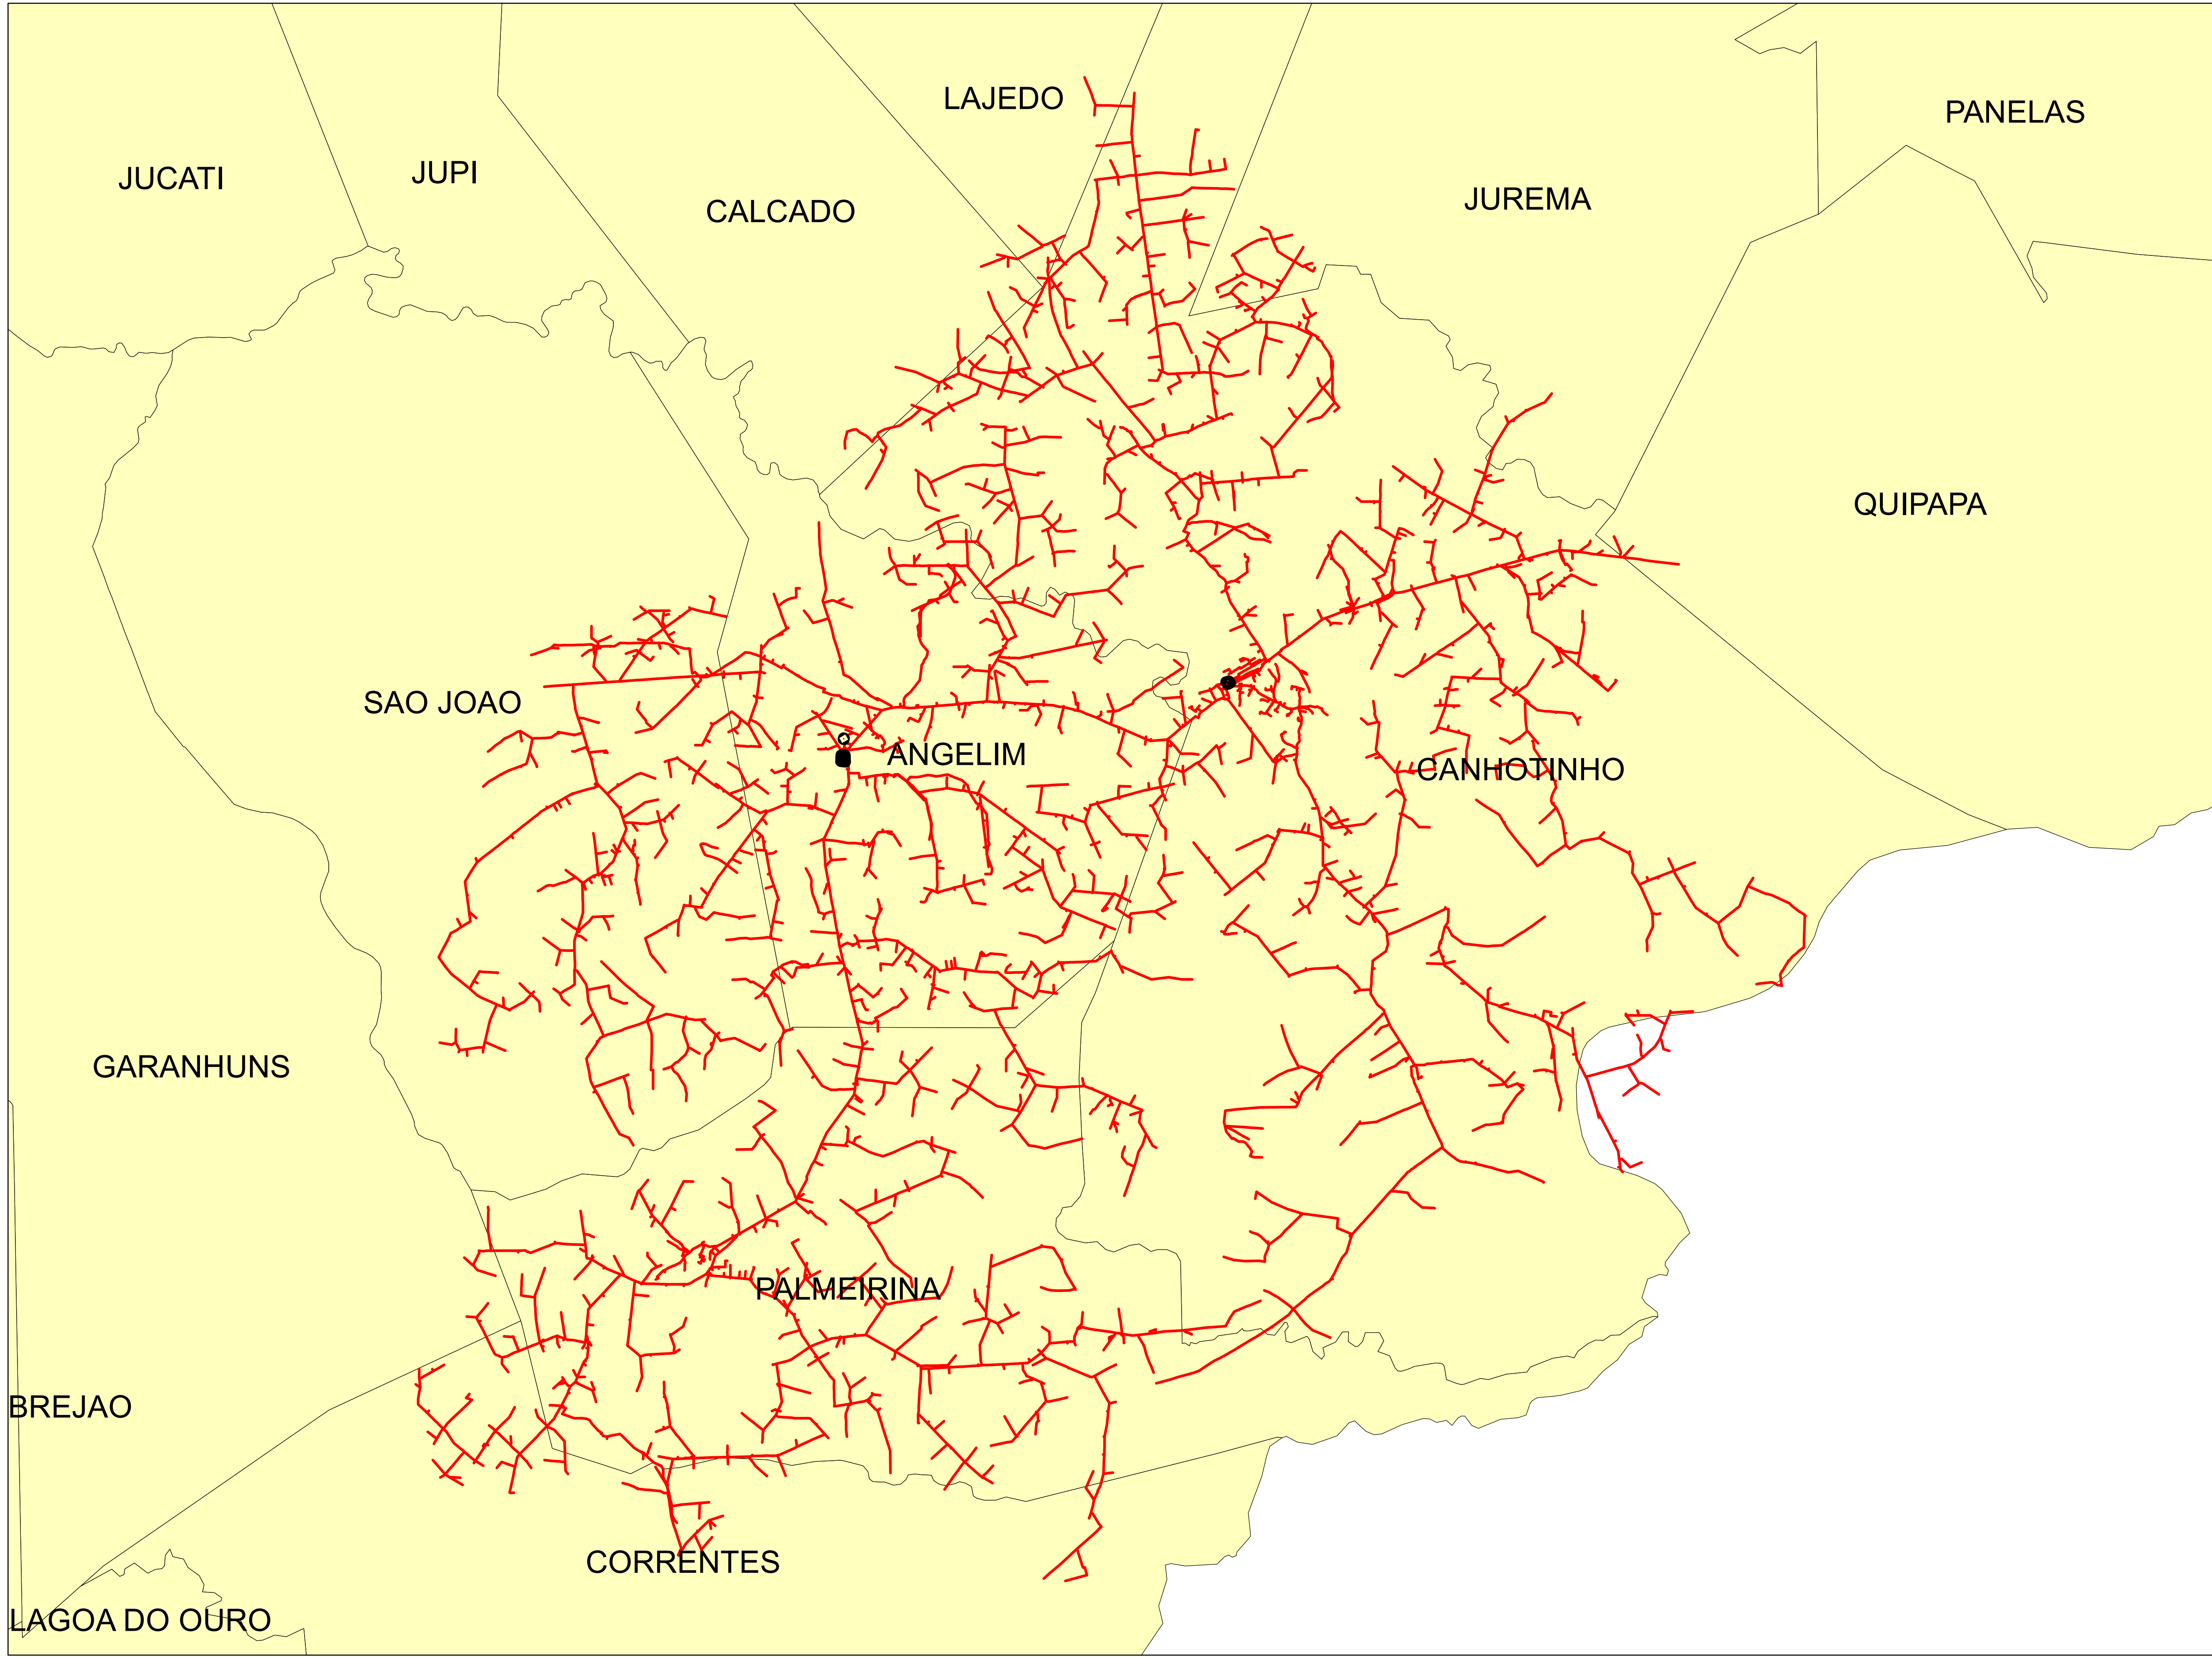 LAJEDO
PANELAS
JUPI
JUCATI
JUREMA
CALCADO
QUIPAPA
SAO JOAO
ANGELIM
CANHOTINHO
GARANHUNS
PALMEIRINA
BREJAO
CORRENTES
LAGOA DO OURO